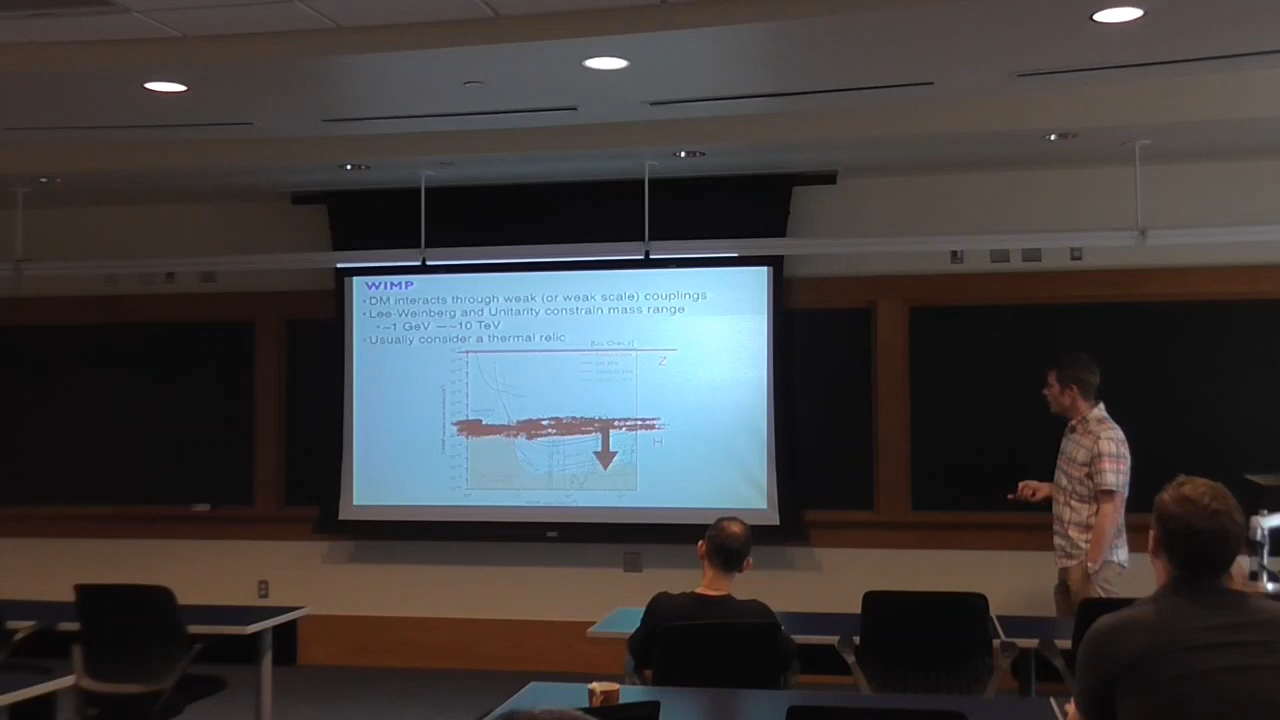 WIMP
•DM interacts through weak (or weak scale) couplings
•Lee-Weinberg and Unitarity constrain mass range
•~1 GeV —~10 TeV
•Usually consider a thermal relic
Z
H